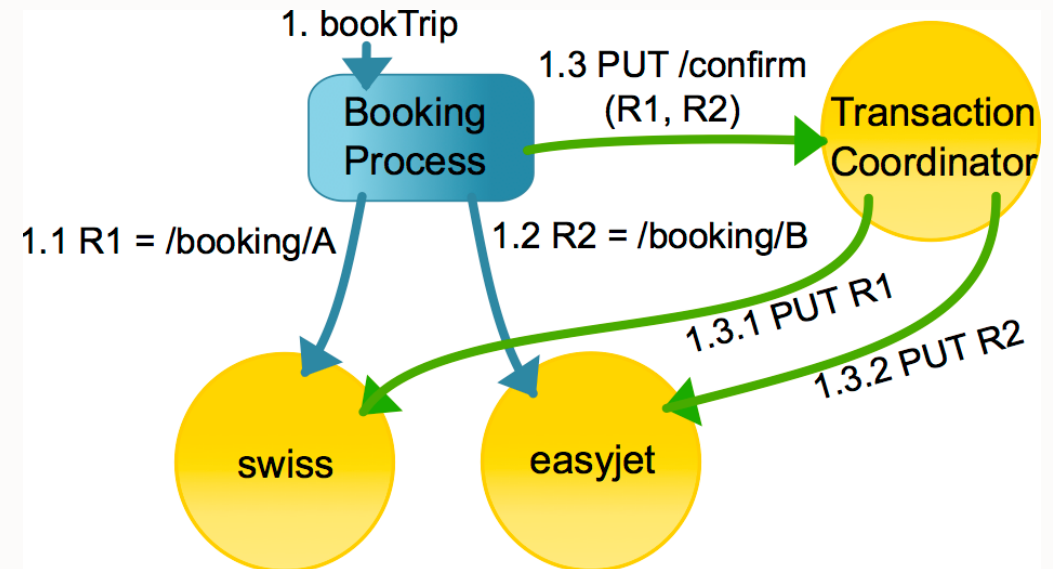 1. bookTrip
Booking
Process
1.3 PUT /confirm
(R1, R2)
Transaction
Coordinator
1.1 R1 = /booking/A
1.2 R2 = /booking/B
1.3.1 PUT R1
1.3.2 PUT R2
swiss
easyjet